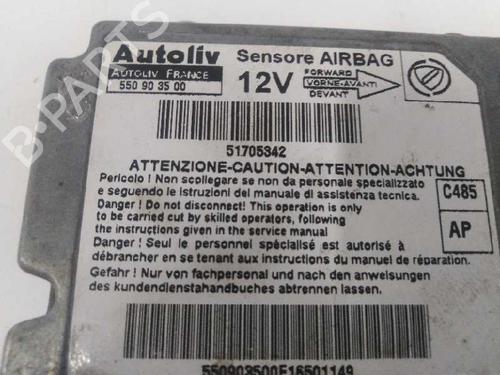 Autoliv
Sensore AIRBAG
AUTOLIV FRANCE
550 90 35 00
12V
FORWARD
VORNE-AVANTI
DEVANT
51705342
ATTENZIONE-CAUTION-ATTENTION-ACHTUNG
Pericolo ! Non scollegare se non da personale specializzato
e seguendo le istruzioni del manuale di assistenza tecnica.
Danger ! Do not disconnect! This operation is only
to be carried cut by skilled operators, following
the instructions given in the service manual
Danger ! Seul le personnel spécialisé est autorisé à
débrancher en se tenant aux instructions du manuel de réparation.
Gefahr ! Nur von fachpersonal und nach den anweisungen
des kundendienstahandbuches abtrennen lassen.
C485
AP
550903500F16501149
B-PARTS